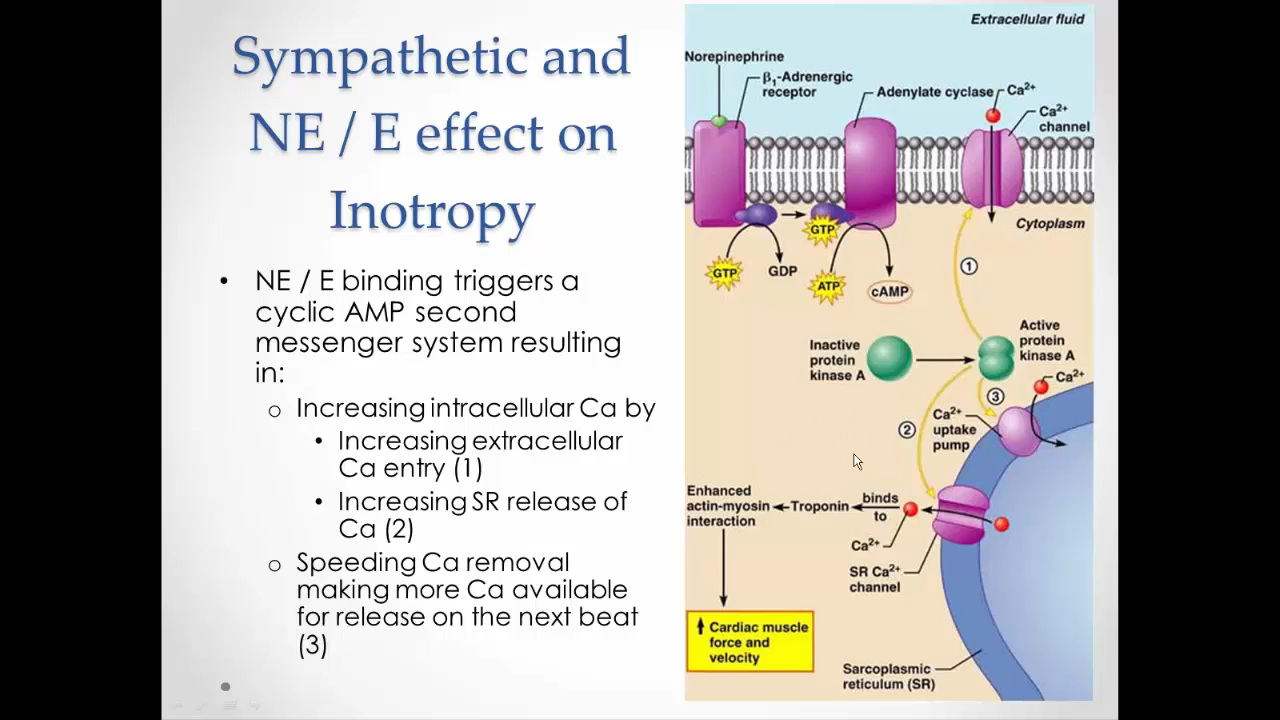 Sympathetic and
NE / E effect on
Inotropy
• NE / E binding triggers a
cyclic AMP second
messenger system resulting
in:
o Increasing intracellular Ca by
• Increasing extracellular
Ca entry (1)
• Increasing SR release of
Ca (2)
o Speeding Ca removal
making more Ca available
for release on the next beat
(3)
Extracellular fluid
Norepinephrine
β₁-Adrenergic
receptor
Adenylate cyclase
Ca²⁺
Ca²⁺
channel
Cytoplasm
GTP
GDP
GTP
ATP
cAMP
1
Inactive
protein
kinase A
Active
protein
kinase A
Ca²⁺
3
2
Ca²⁺
uptake
pump
Enhanced
actin-myosin
interaction
Troponin
binds
to
Ca²⁺
SR Ca²⁺
channel
Cardiac muscle
force and
velocity
Sarcoplasmic
reticulum (SR)